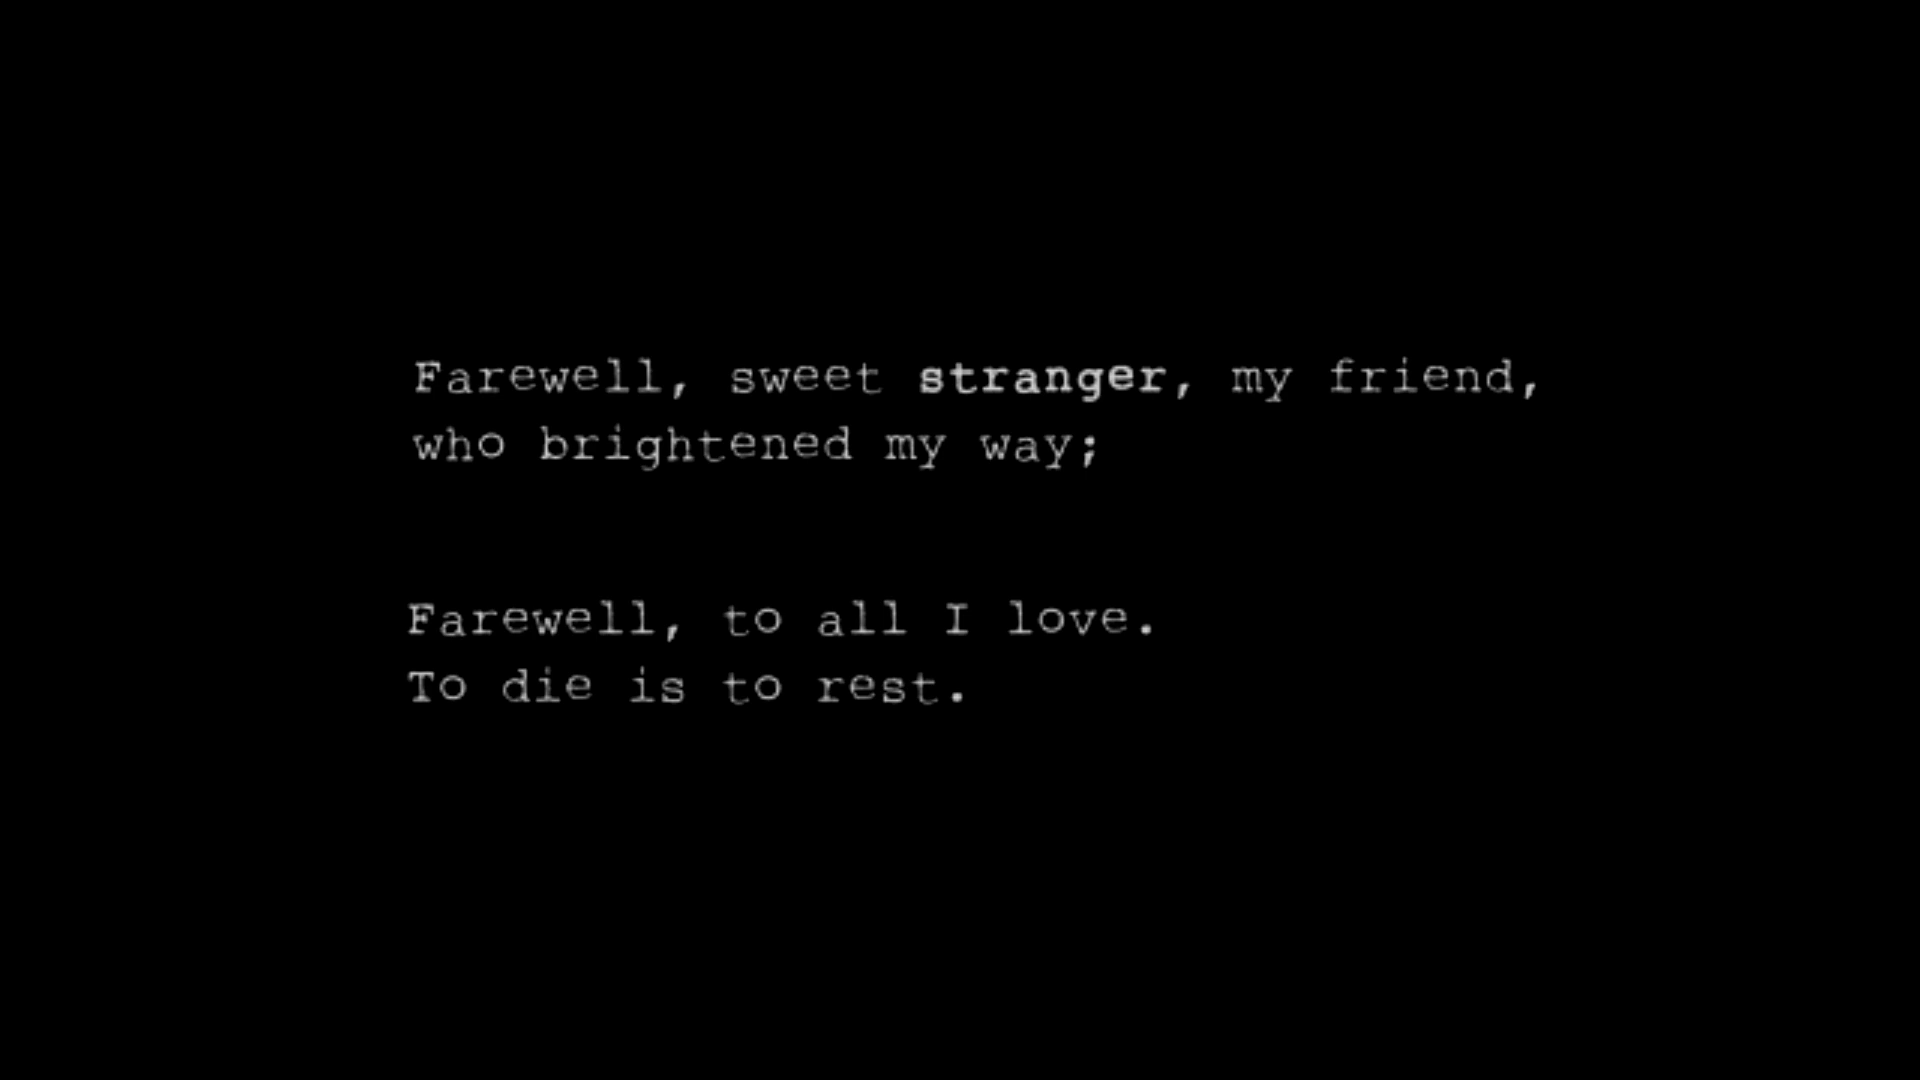 Farewell, sweet stranger, my friend,
who brightened my way;
Farewell, to all I love.
To die is to rest.